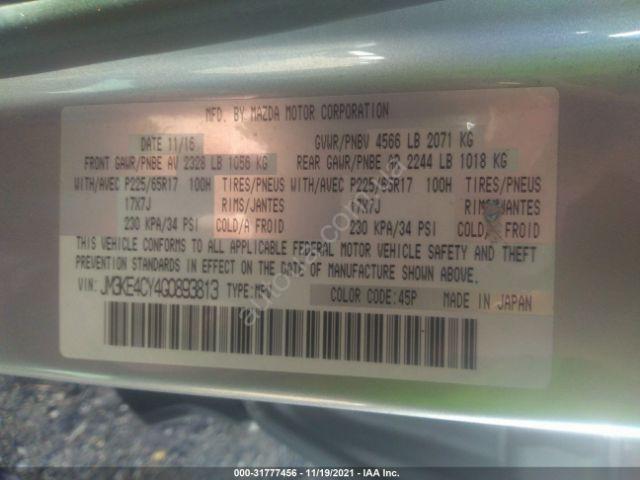 MFD. BY MAZDA MOTOR CORPORATION
DATE 11/16 GVWR/PNBV 4566 LB 2071 KG
FRONT GAWR/PNBE AV 2328 LB 1056 KG REAR GAWR/PNBE AR 2244 LB 1018 KG
WITH/AVEC P225/65R17 100H TIRES/PNEUS WITH/AVEC P225/65R17 100H TIRES/PNEUS
17X7J RIMS/JANTES 17X7J RIMS/JANTES
230 KPA/34 PSI COLD/A FROID 230 KPA/34 PSI COLD/A FROID
THIS VEHICLE CONFORMS TO ALL APPLICABLE FEDERAL MOTOR VEHICLE SAFETY AND THEFT
PREVENTION STANDARDS IN EFFECT ON THE DATE OF MANUFACTURE SHOWN ABOVE.
VIN: JM3KE4CY4G0893813 TYPE:MPV COLOR CODE:45P MADE IN JAPAN
000-31777456 - 11/19/2021 - IAA Inc.